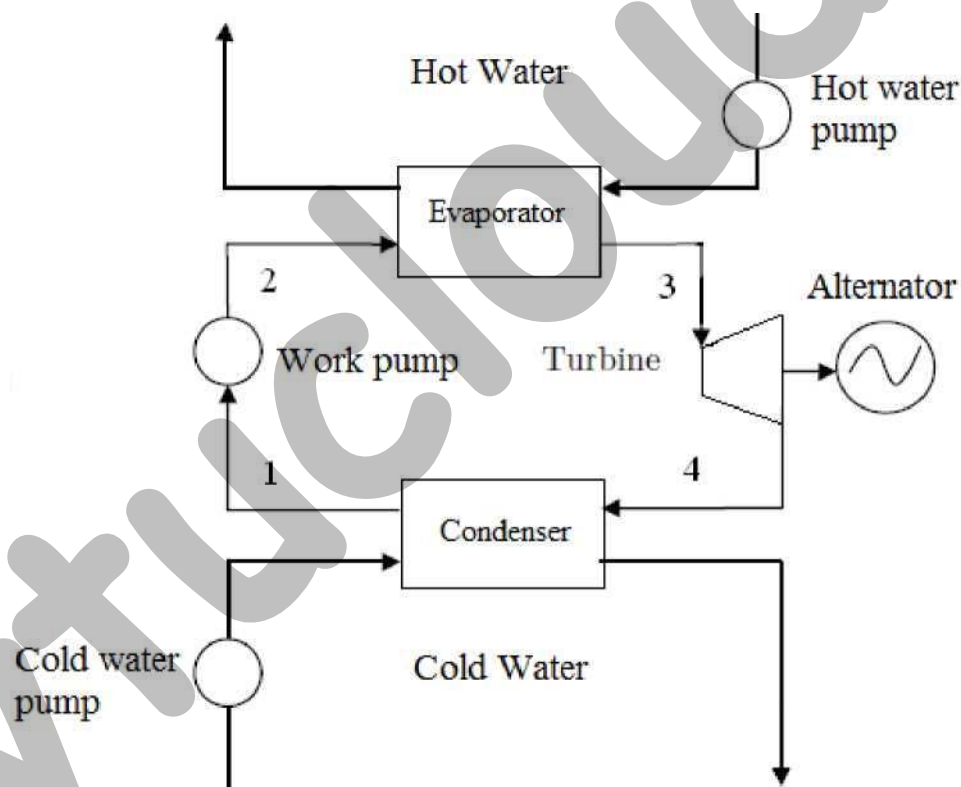 Hot Water
Hot water
pump
Evaporator
2
3
Alternator
Work pump
Turbine
1
4
Condenser
Cold water
pump
Cold Water
vtucloud